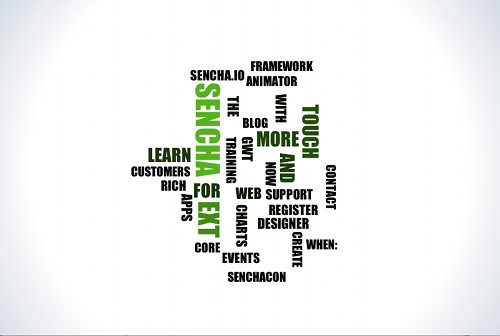 FRAMEWORK
SENCHA.IO
ANIMATOR
SENCHA
THE
WITH
TOUCH
BLOG
MORE
GWT
TRAINING
LEARN
AND
NOW
CUSTOMERS
CONTACT
RICH
FOR
WEB
SUPPORT
APPS
EXT
CHARTS
REGISTER
DESIGNER
CREATE
WHEN:
CORE
EVENTS
SENCHACON